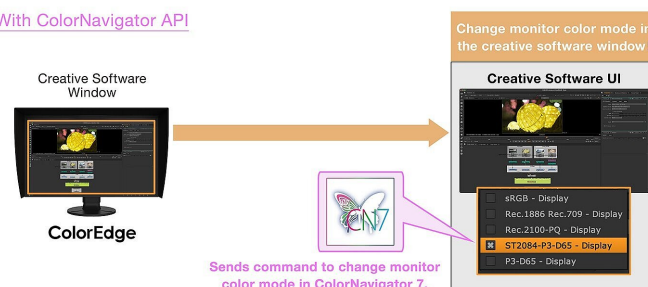 With ColorNavigator API
Change monitor color mode in
the creative software window
Creative Software
Window
Creative Software UI
ColorEdge
CN7
sRGB - Display
Rec.1886 Rec.709 - Display
Rec.2100-PQ - Display
ST2084-P3-D65 - Display
P3-D65 - Display
Sends command to change monitor
color mode in ColorNavigator 7.